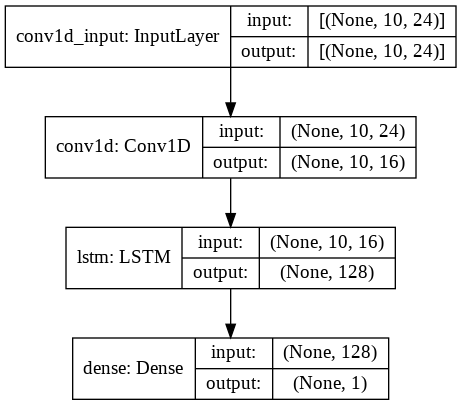 conv1d_input: InputLayer
input:
[(None, 10, 24)]
output:
[(None, 10, 24)]
conv1d: Conv1D
input:
(None, 10, 24)
output:
(None, 10, 16)
lstm: LSTM
input:
(None, 10, 16)
output:
(None, 128)
dense: Dense
input:
(None, 128)
output:
(None, 1)